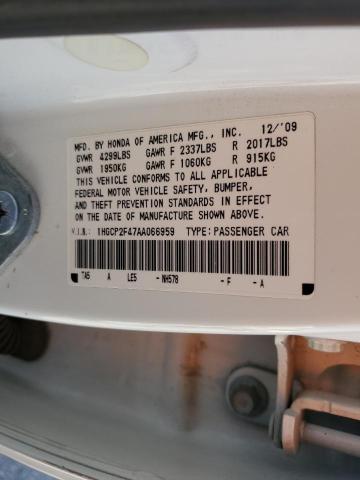 MFD. BY HONDA OF AMERICA MFG., INC. 12/'09
GVWR 4299LBS GAWR F 2337LBS R 2017LBS
GVWR 1950KG GAWR F 1060KG R 915KG
THIS VEHICLE CONFORMS TO ALL APPLICABLE
FEDERAL MOTOR VEHICLE SAFETY, BUMPER,
AND THEFT PREVENTION STANDARDS IN EFFECT
ON THE DATE OF MANUFACTURE SHOWN ABOVE.
V.I.N.: 1HGCP2F47AA066959 TYPE: PASSENGER CAR
TA5 A LE5 - NH578 - F - A